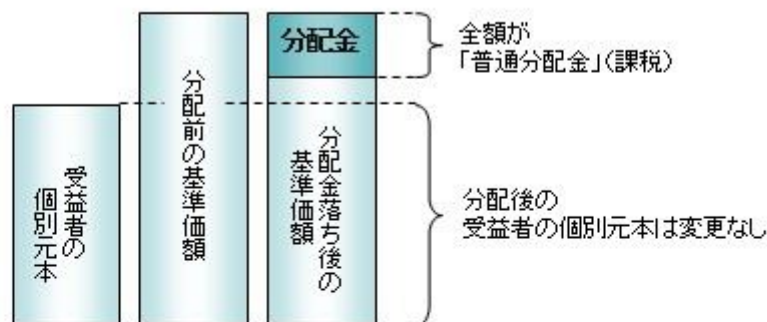 受益者の
個別元本
分配前の基準価額
分配金
分配金落ち後の
基準価額
全額が
「普通分配金」(課税)
分配後の
受益者の個別元本は変更なし